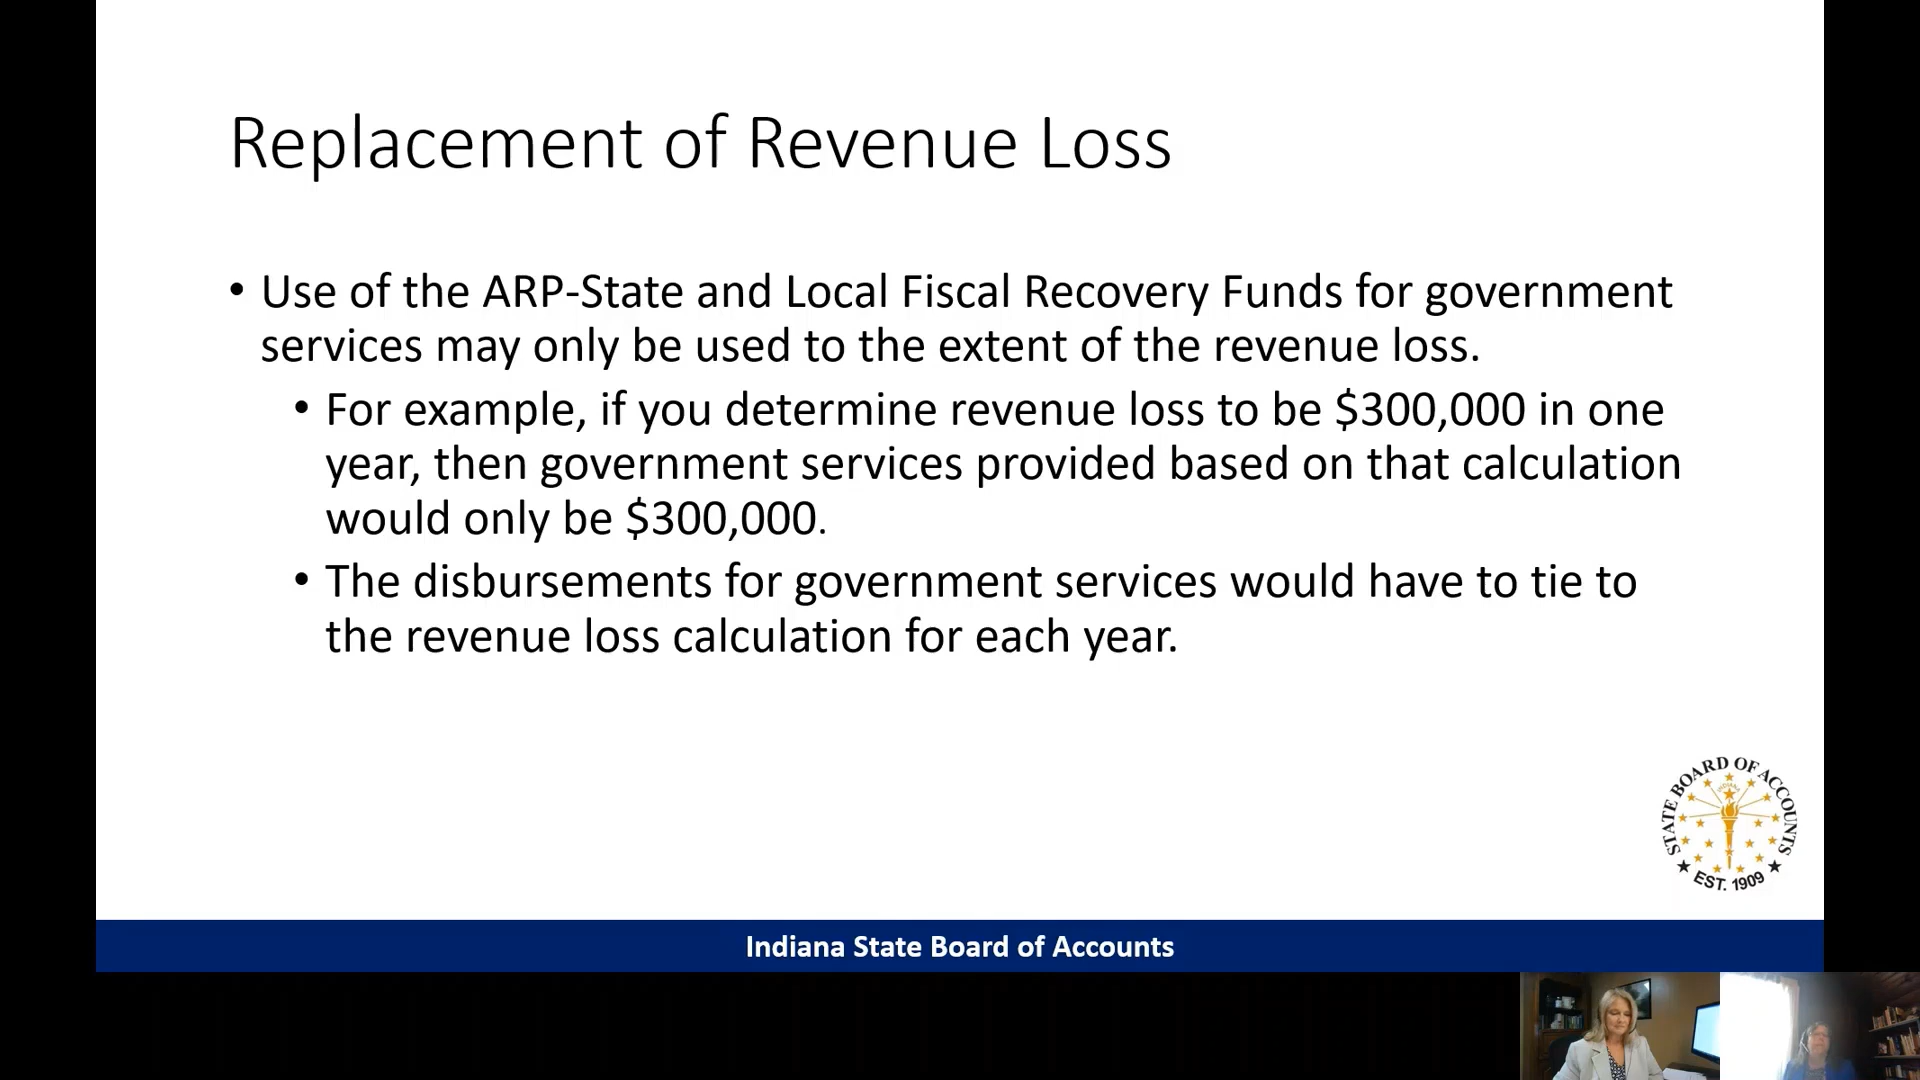 Replacement of Revenue Loss
• Use of the ARP-State and Local Fiscal Recovery Funds for government
services may only be used to the extent of the revenue loss.
• For example, if you determine revenue loss to be $300,000 in one
year, then government services provided based on that calculation
would only be $300,000.
• The disbursements for government services would have to tie to
the revenue loss calculation for each year.
STATE BOARD OF ACCOUNTS
INDIANA
★ EST. 1909 ★
Indiana State Board of Accounts